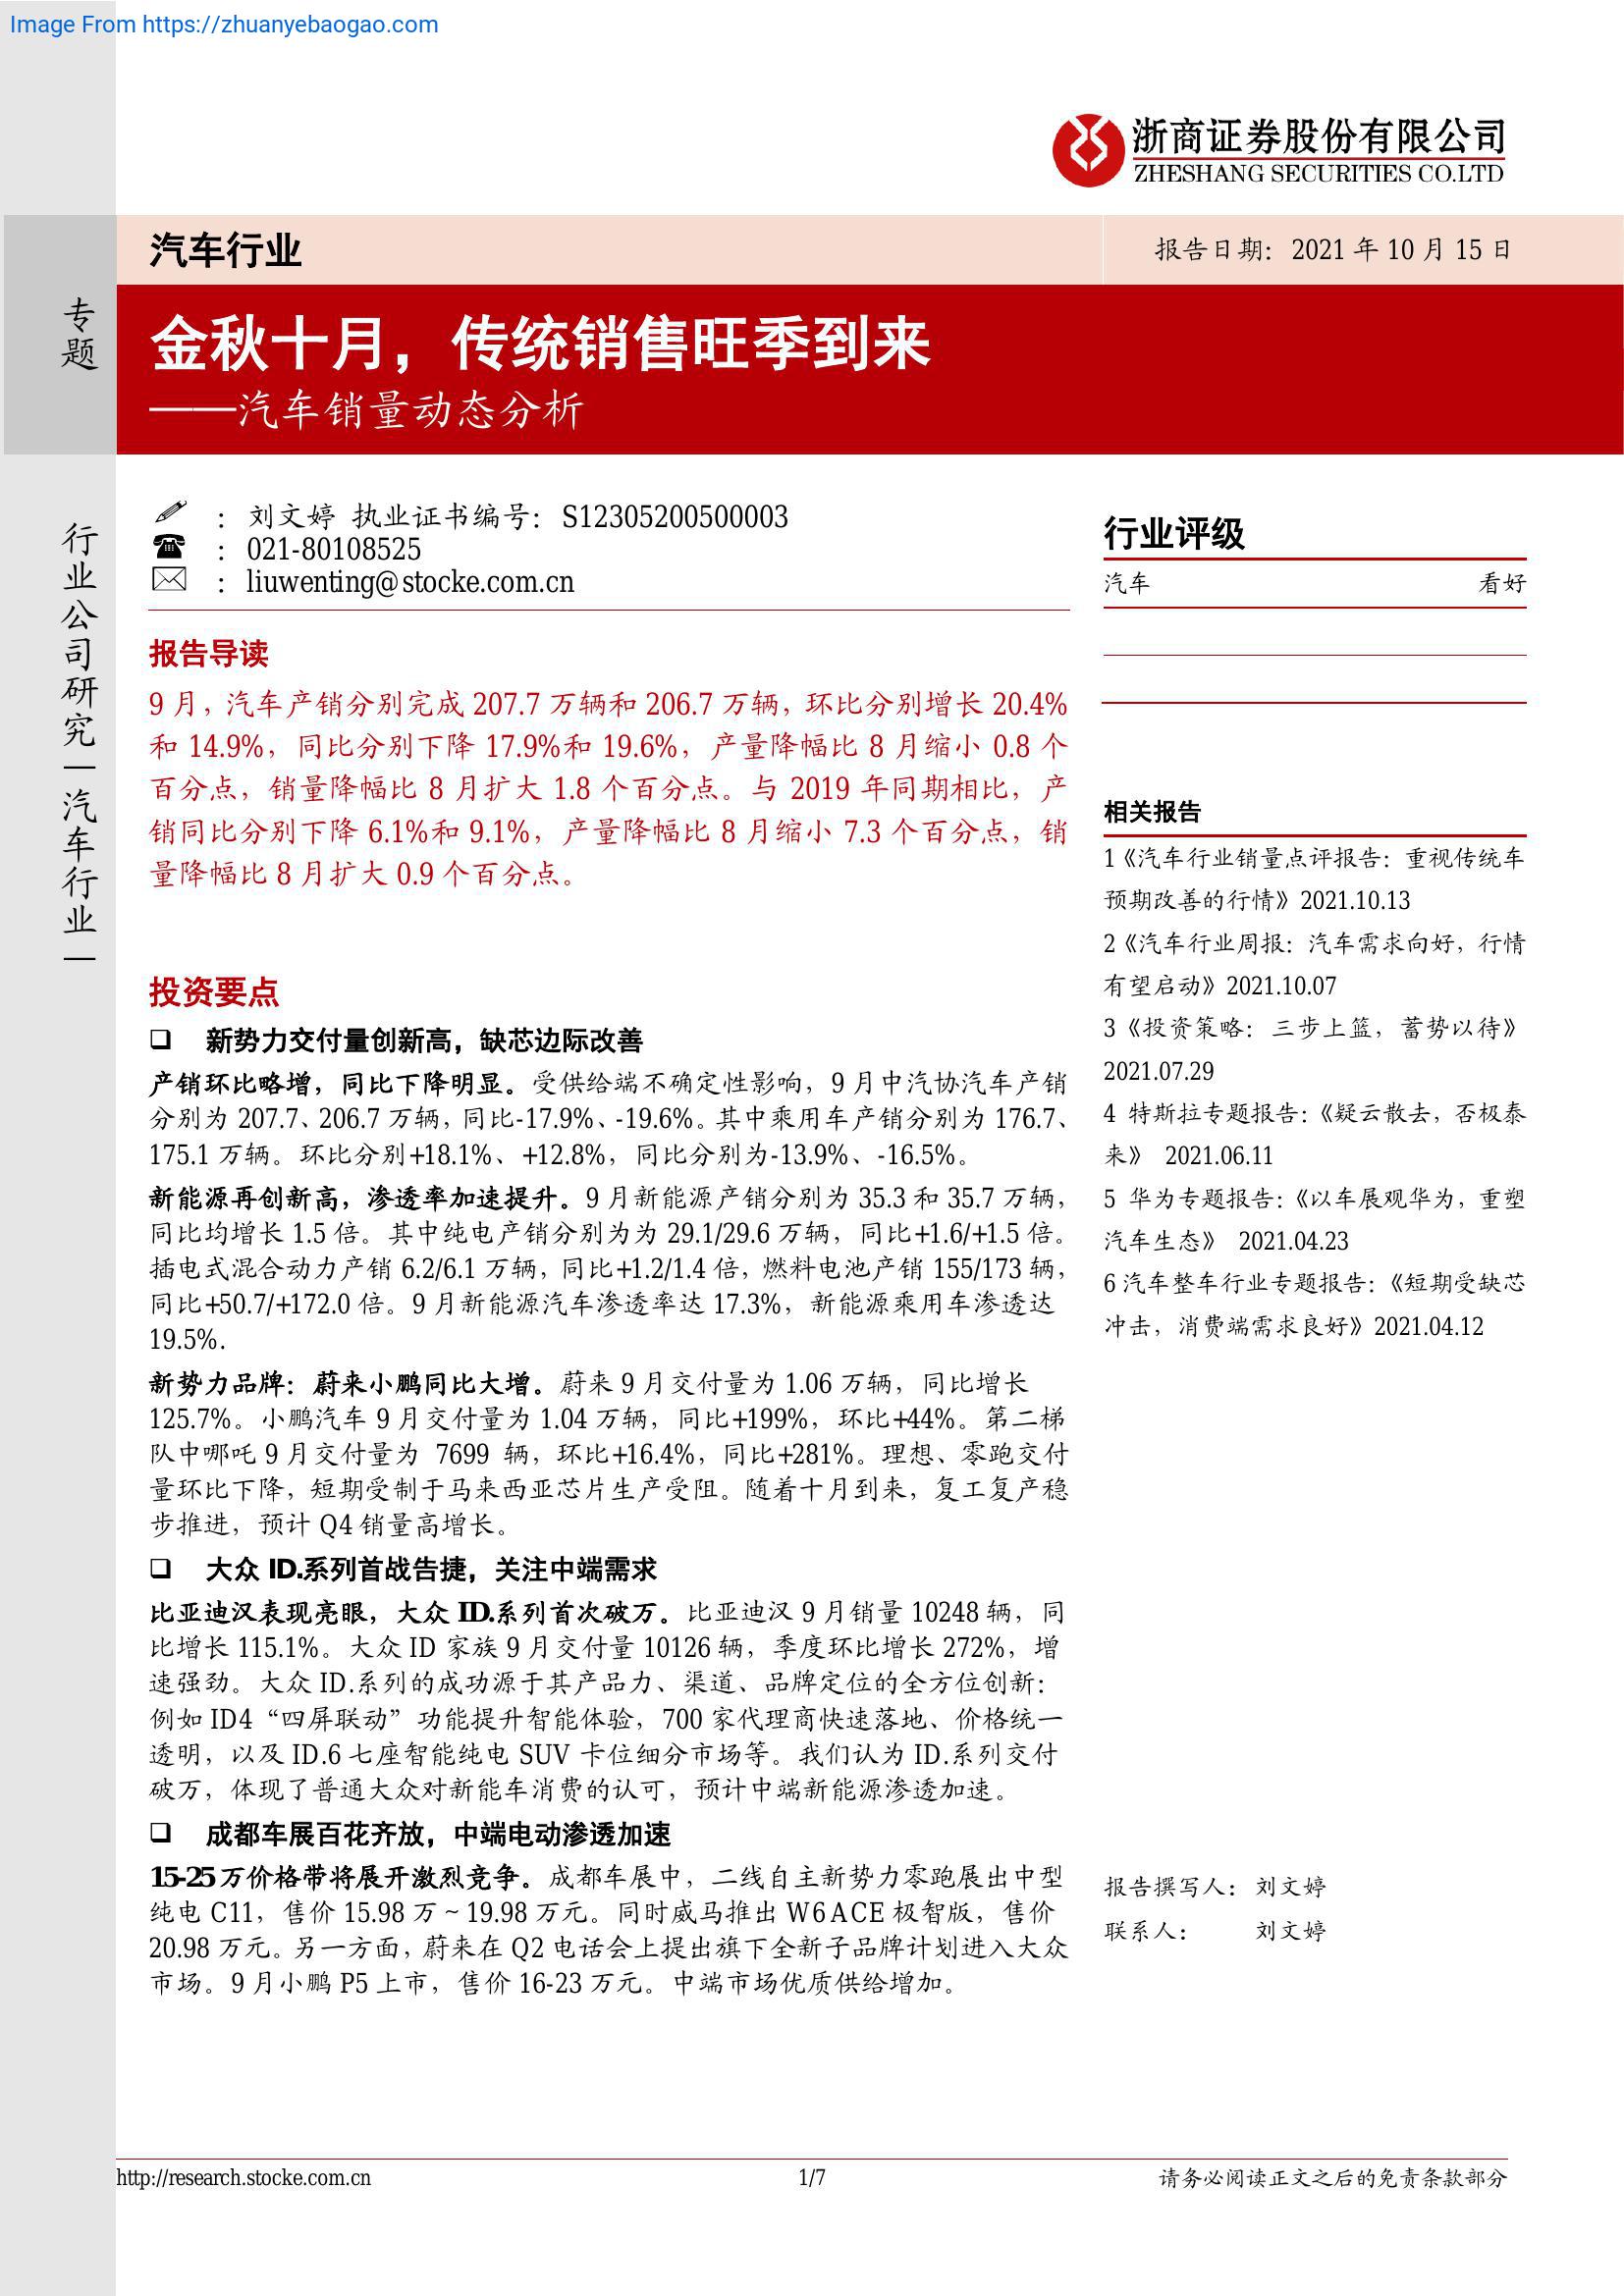 Image From https://zhuanyebaogao.com
浙商证券股份有限公司
ZHESHANG SECURITIES CO.LTD
汽车行业
报告日期：2021 年 10 月 15 日
专题
金秋十月，传统销售旺季到来
——汽车销量动态分析
行业公司研究｜汽车行业｜
：刘文婷 执业证书编号：S12305200500003
：021-80108525
：liuwenting@stocke.com.cn
报告导读
9 月，汽车产销分别完成 207.7 万辆和 206.7 万辆，环比分别增长 20.4%
和 14.9%，同比分别下降 17.9%和 19.6%，产量降幅比 8 月缩小 0.8 个
百分点，销量降幅比 8 月扩大 1.8 个百分点。与 2019 年同期相比，产
销同比分别下降 6.1%和 9.1%，产量降幅比 8 月缩小 7.3 个百分点，销
量降幅比 8 月扩大 0.9 个百分点。
投资要点
❑ 新势力交付量创新高，缺芯边际改善
产销环比略增，同比下降明显。受供给端不确定性影响，9 月中汽协汽车产销
分别为 207.7、206.7 万辆，同比-17.9%、-19.6%。其中乘用车产销分别为 176.7、
175.1 万辆。环比分别+18.1%、+12.8%，同比分别为-13.9%、-16.5%。
新能源再创新高，渗透率加速提升。9 月新能源产销分别为 35.3 和 35.7 万辆，
同比均增长 1.5 倍。其中纯电产销分别为为 29.1/29.6 万辆，同比+1.6/+1.5 倍。
插电式混合动力产销 6.2/6.1 万辆，同比+1.2/1.4 倍，燃料电池产销 155/173 辆，
同比+50.7/+172.0 倍。9 月新能源汽车渗透率达 17.3%，新能源乘用车渗透达
19.5%.
新势力品牌：蔚来小鹏同比大增。蔚来 9 月交付量为 1.06 万辆，同比增长
125.7%。小鹏汽车 9 月交付量为 1.04 万辆，同比+199%，环比+44%。第二梯
队中哪吒 9 月交付量为 7699 辆，环比+16.4%，同比+281%。理想、零跑交付
量环比下降，短期受制于马来西亚芯片生产受阻。随着十月到来，复工复产稳
步推进，预计 Q4 销量高增长。
❑ 大众 ID.系列首战告捷，关注中端需求
比亚迪汉表现亮眼，大众 ID.系列首次破万。比亚迪汉 9 月销量 10248 辆，同
比增长 115.1%。大众 ID 家族 9 月交付量 10126 辆，季度环比增长 272%，增
速强劲。大众 ID.系列的成功源于其产品力、渠道、品牌定位的全方位创新：
例如 ID4“四屏联动”功能提升智能体验，700 家代理商快速落地、价格统一
透明，以及 ID.6 七座智能纯电 SUV 卡位细分市场等。我们认为 ID.系列交付
破万，体现了普通大众对新能车消费的认可，预计中端新能源渗透加速。
❑ 成都车展百花齐放，中端电动渗透加速
15-25 万价格带将展开激烈竞争。成都车展中，二线自主新势力零跑展出中型
纯电 C11，售价 15.98 万~19.98 万元。同时威马推出 W6 ACE 极智版，售价
20.98 万元。另一方面，蔚来在 Q2 电话会上提出旗下全新子品牌计划进入大众
市场。9 月小鹏 P5 上市，售价 16-23 万元。中端市场优质供给增加。
行业评级
汽车 看好
相关报告
1《汽车行业销量点评报告：重视传统车
预期改善的行情》2021.10.13
2《汽车行业周报：汽车需求向好，行情
有望启动》2021.10.07
3《投资策略：三步上篮，蓄势以待》
2021.07.29
4 特斯拉专题报告：《疑云散去，否极泰
来》 2021.06.11
5 华为专题报告：《以车展观华为，重塑
汽车生态》 2021.04.23
6 汽车整车行业专题报告：《短期受缺芯
冲击，消费端需求良好》2021.04.12
报告撰写人：刘文婷
联系人： 刘文婷
http://research.stocke.com.cn
1/7
请务必阅读正文之后的免责条款部分